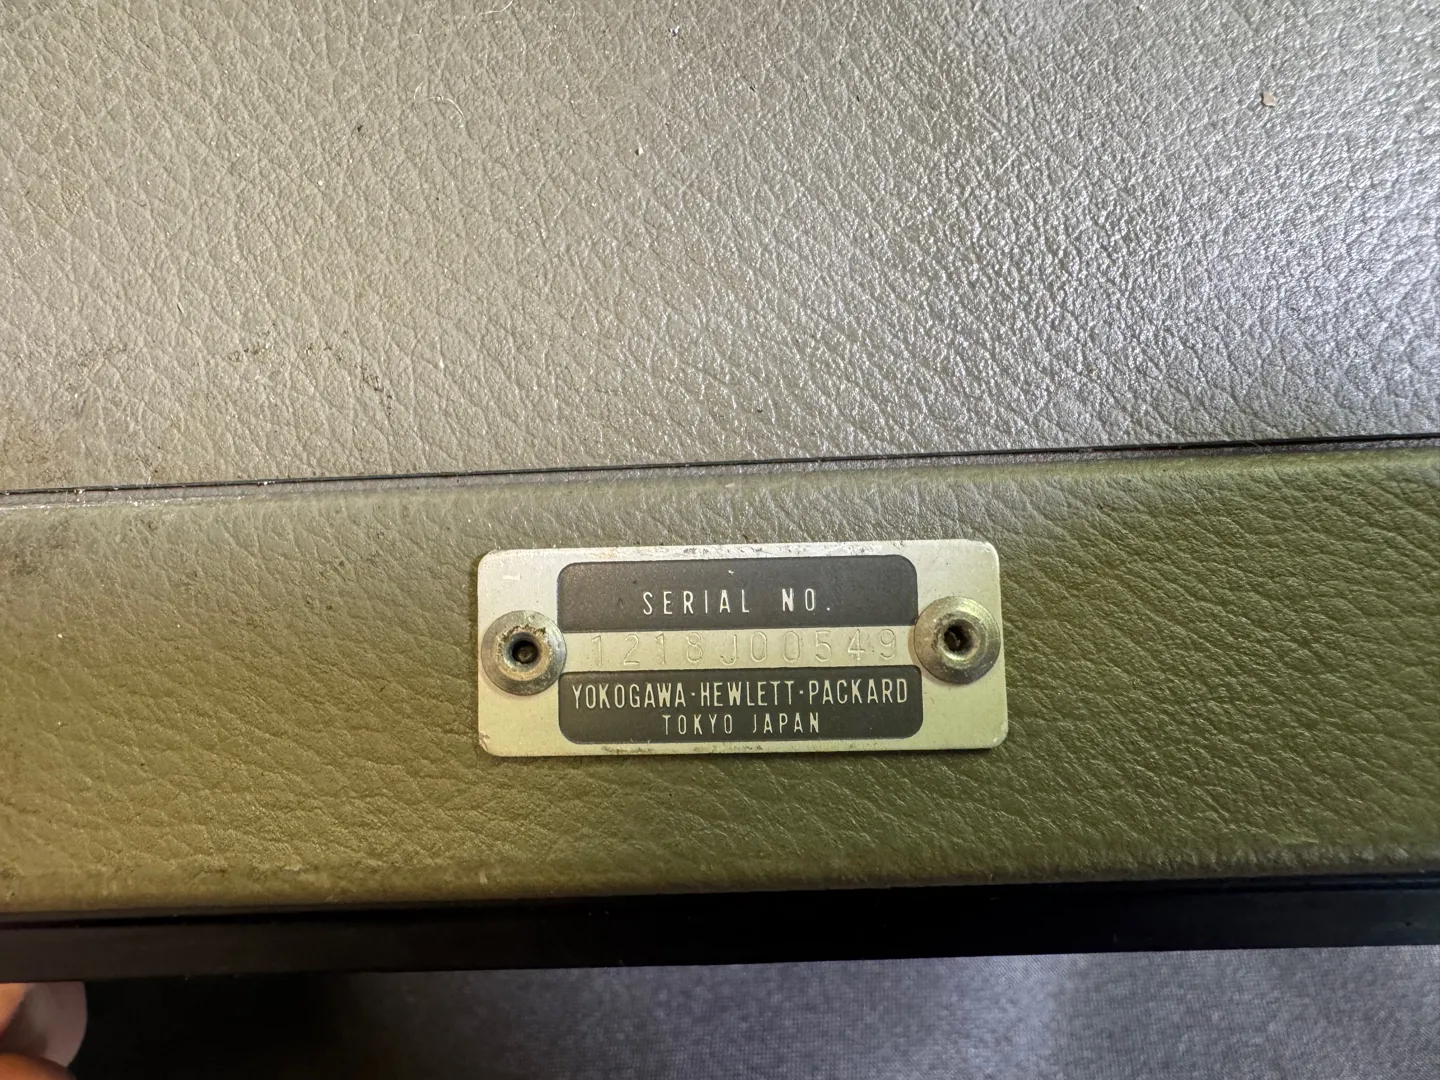 SERIAL NO.
1218J00549
YOKOGAWA·HEWLETT·PACKARD
TOKYO JAPAN